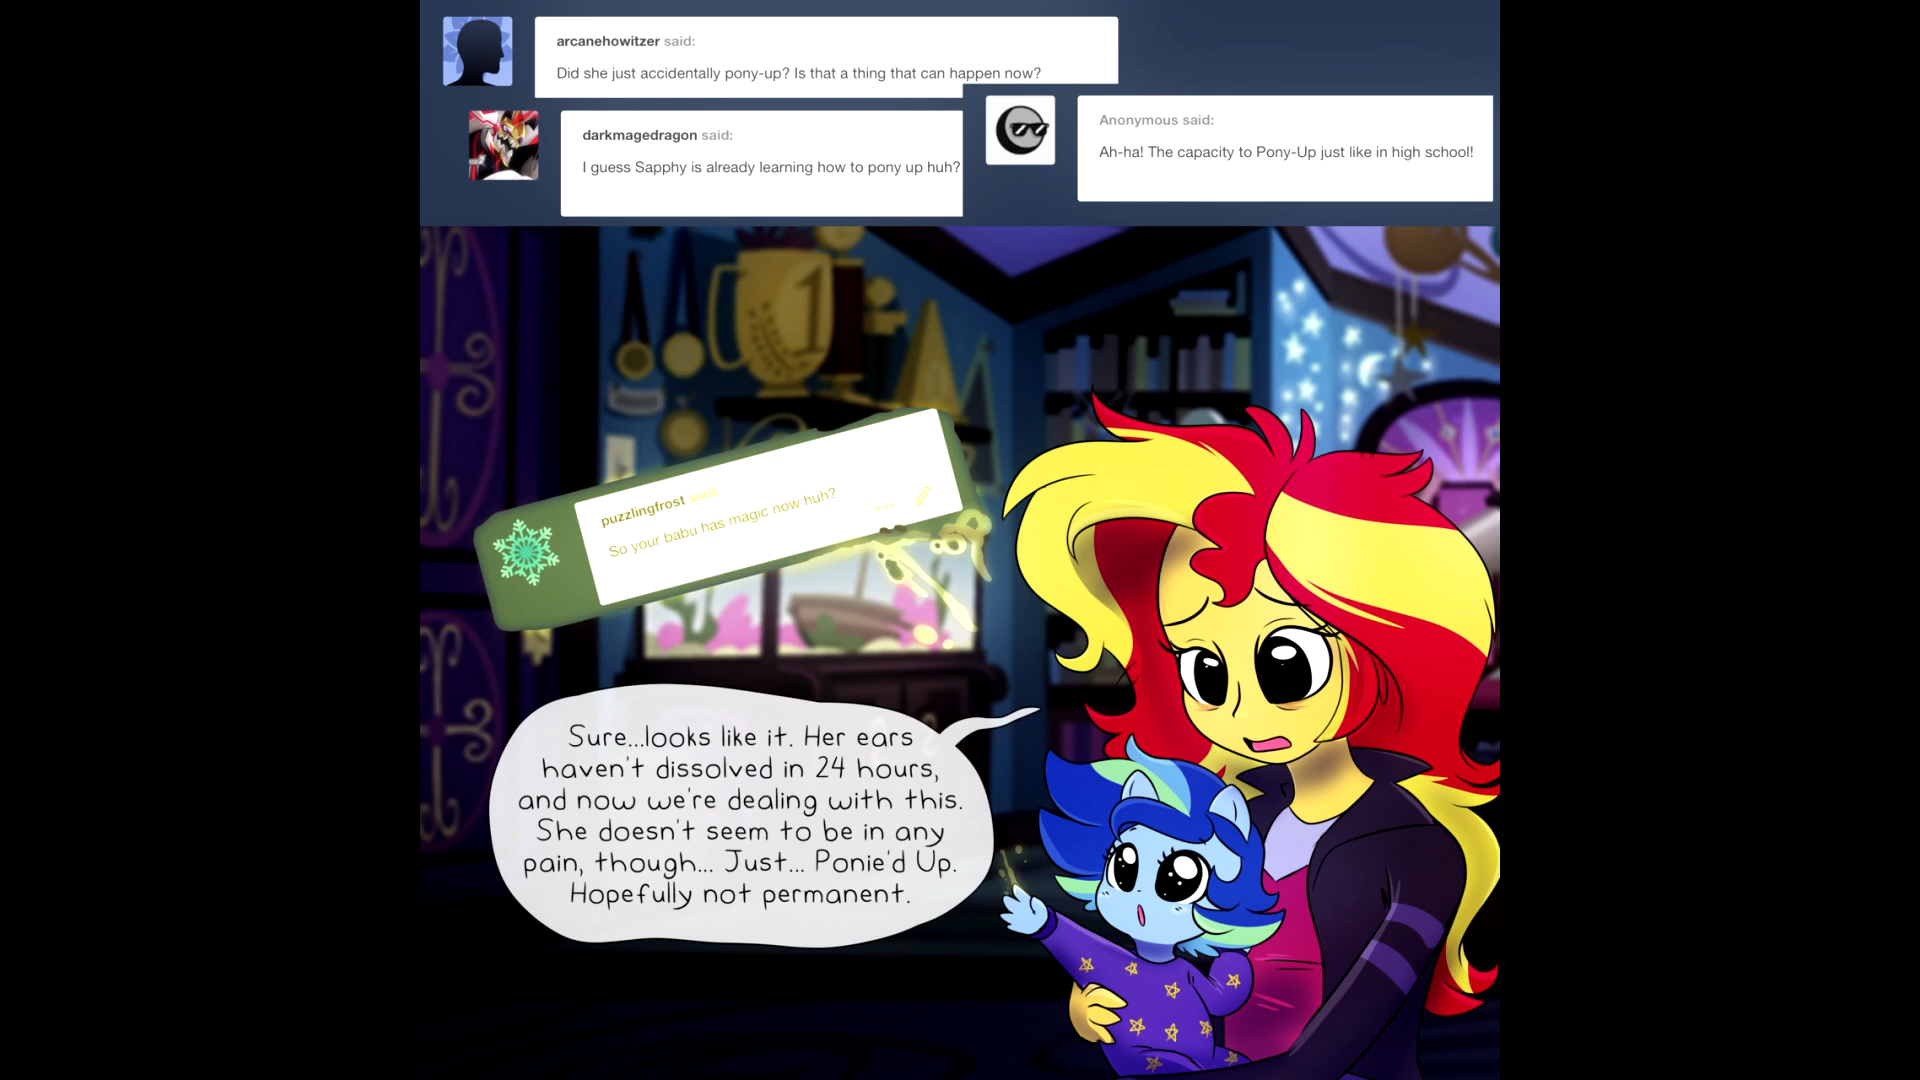 arcanehowitzer said:
Did she just accidentally pony-up? Is that a thing that can happen now?
darkmagedragon said:
I guess Sapphy is already learning how to pony up huh?
Anonymous said:
Ah-ha! The capacity to Pony-Up just like in high school!
1
puzzlingfrost said:
So your babu has magic now huh?
Sure...looks like it. Her ears
haven't dissolved in 24 hours,
and now we're dealing with this.
She doesn't seem to be in any
pain, though... Just... Ponie'd Up.
Hopefully not permanent.